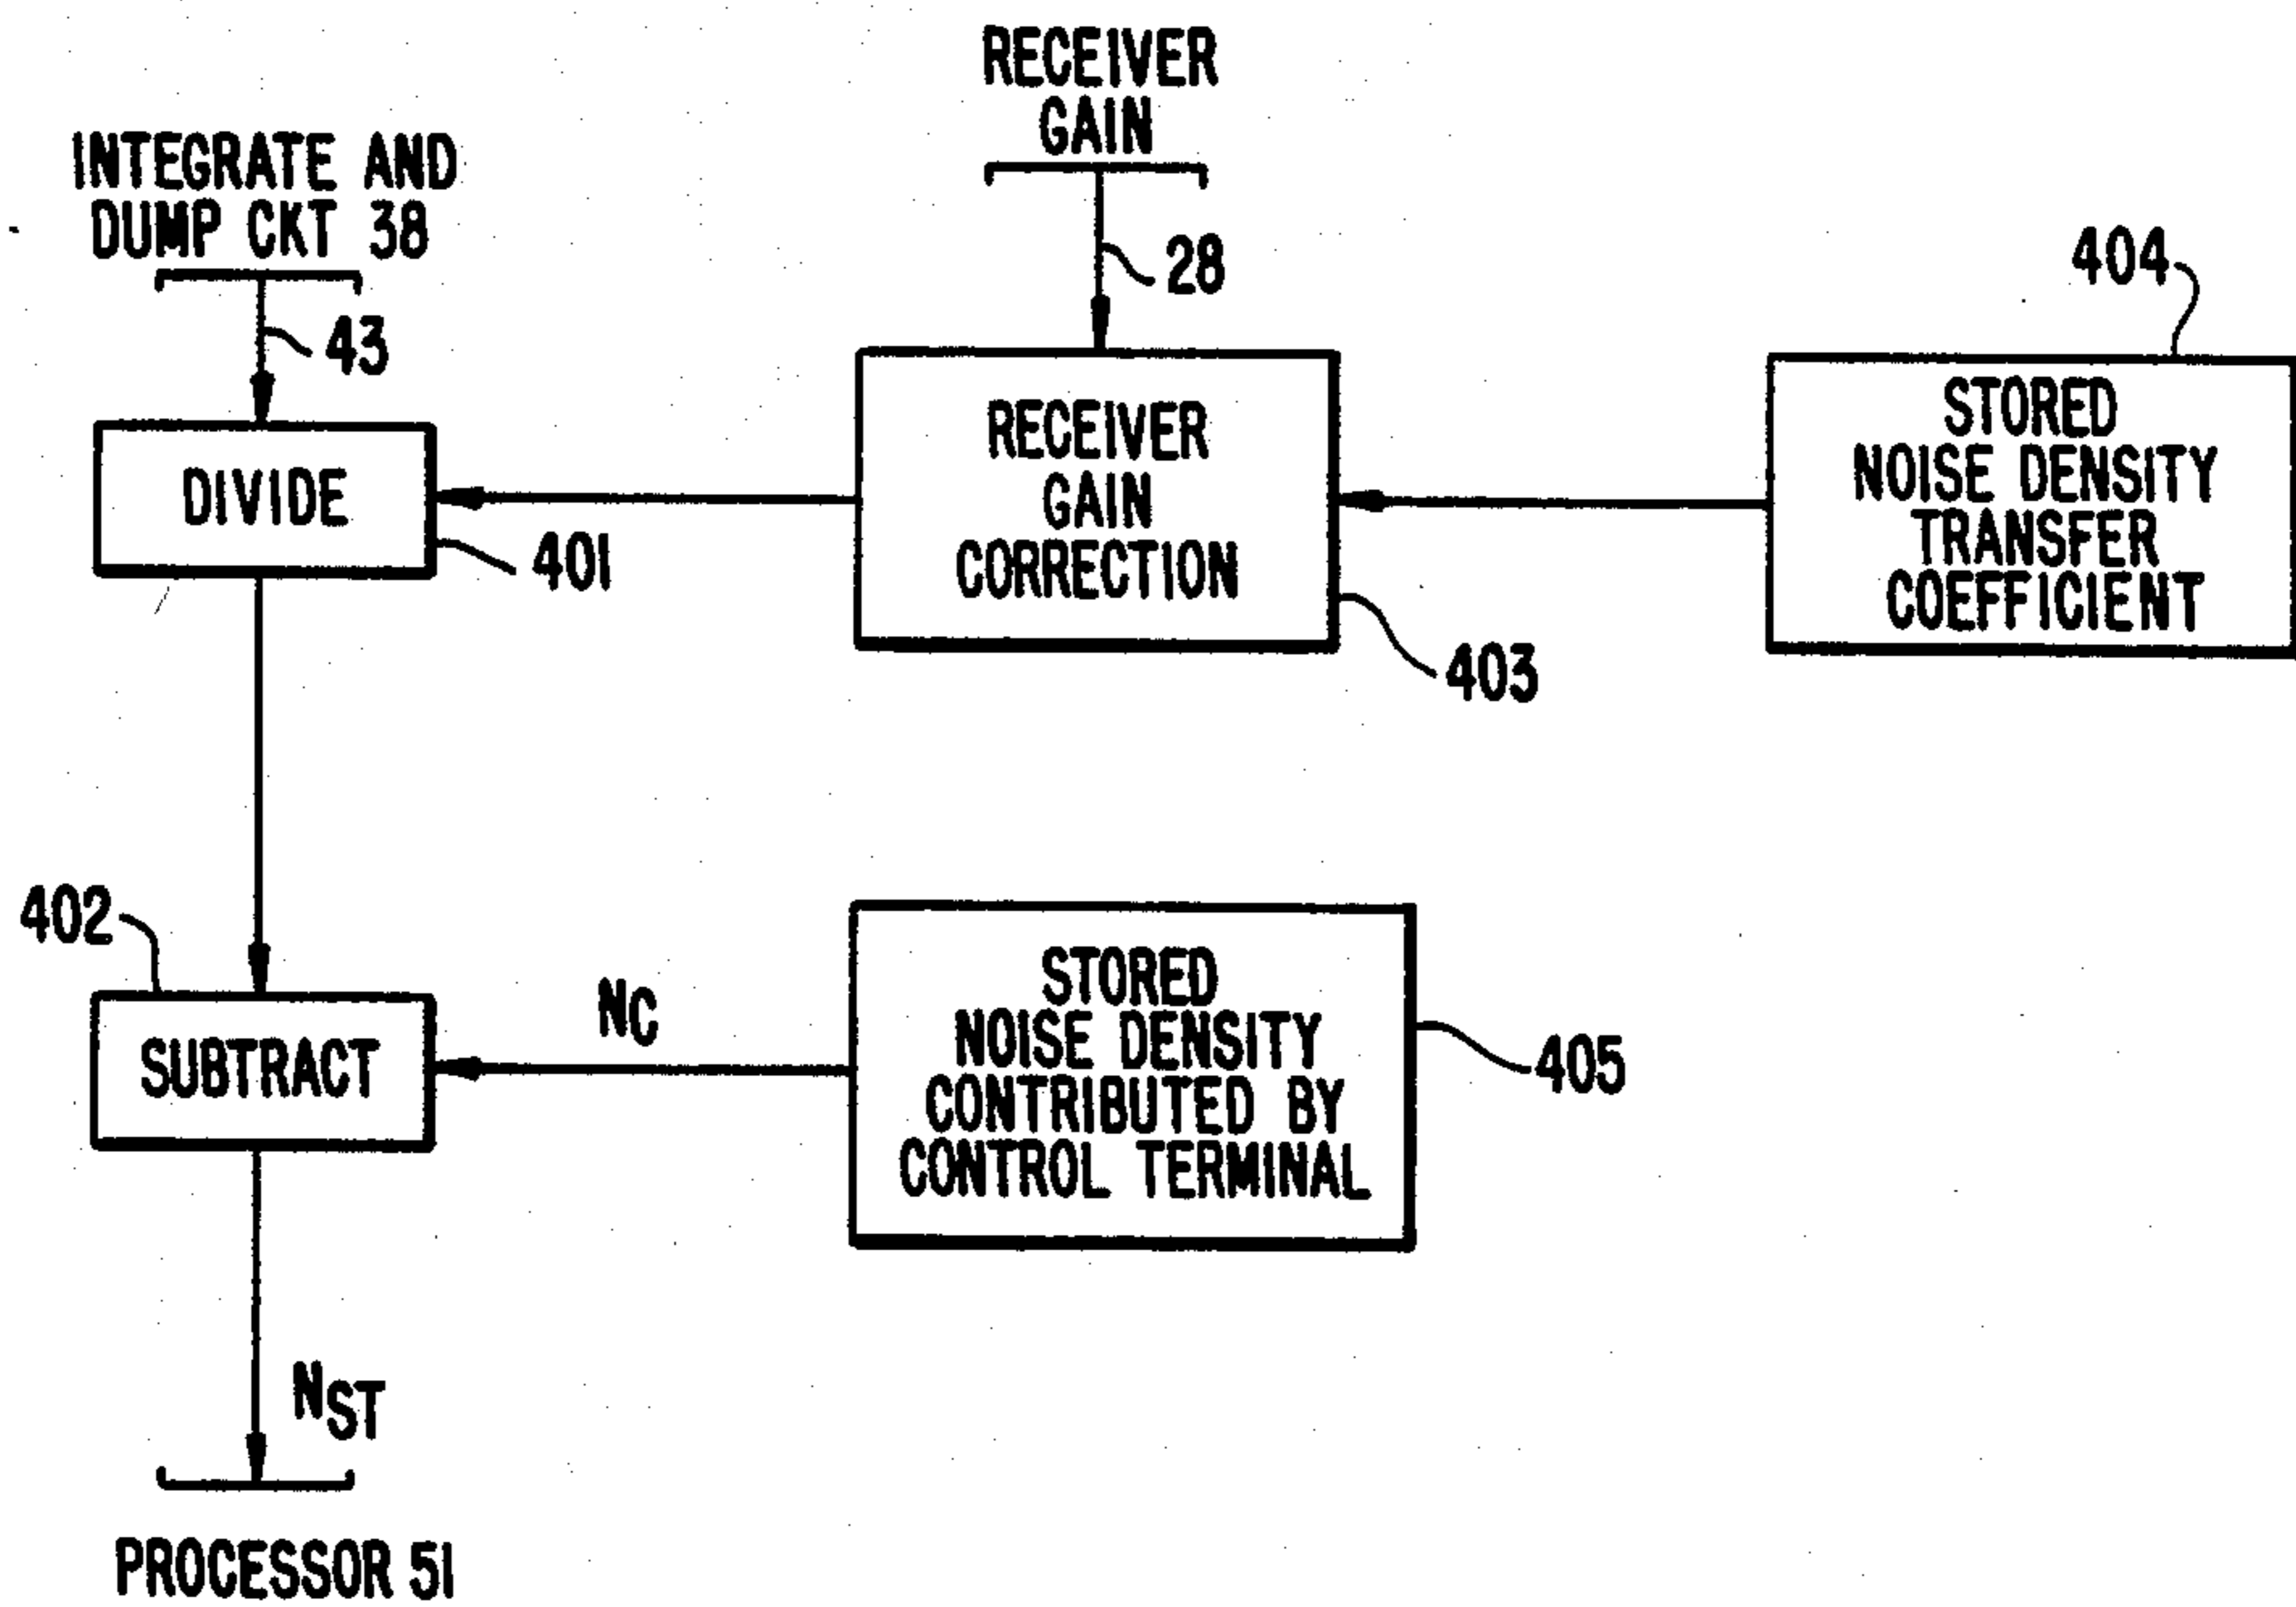 RECEIVER
GAIN
INTEGRATE AND
DUMP CKT 38
28
404
43
DIVIDE
401
RECEIVER
GAIN
CORRECTION
403
STORED
NOISE DENSITY
TRANSFER
COEFFICIENT
402
SUBTRACT
NC
STORED
NOISE DENSITY
CONTRIBUTED BY
CONTROL TERMINAL
405
NST
PROCESSOR 51